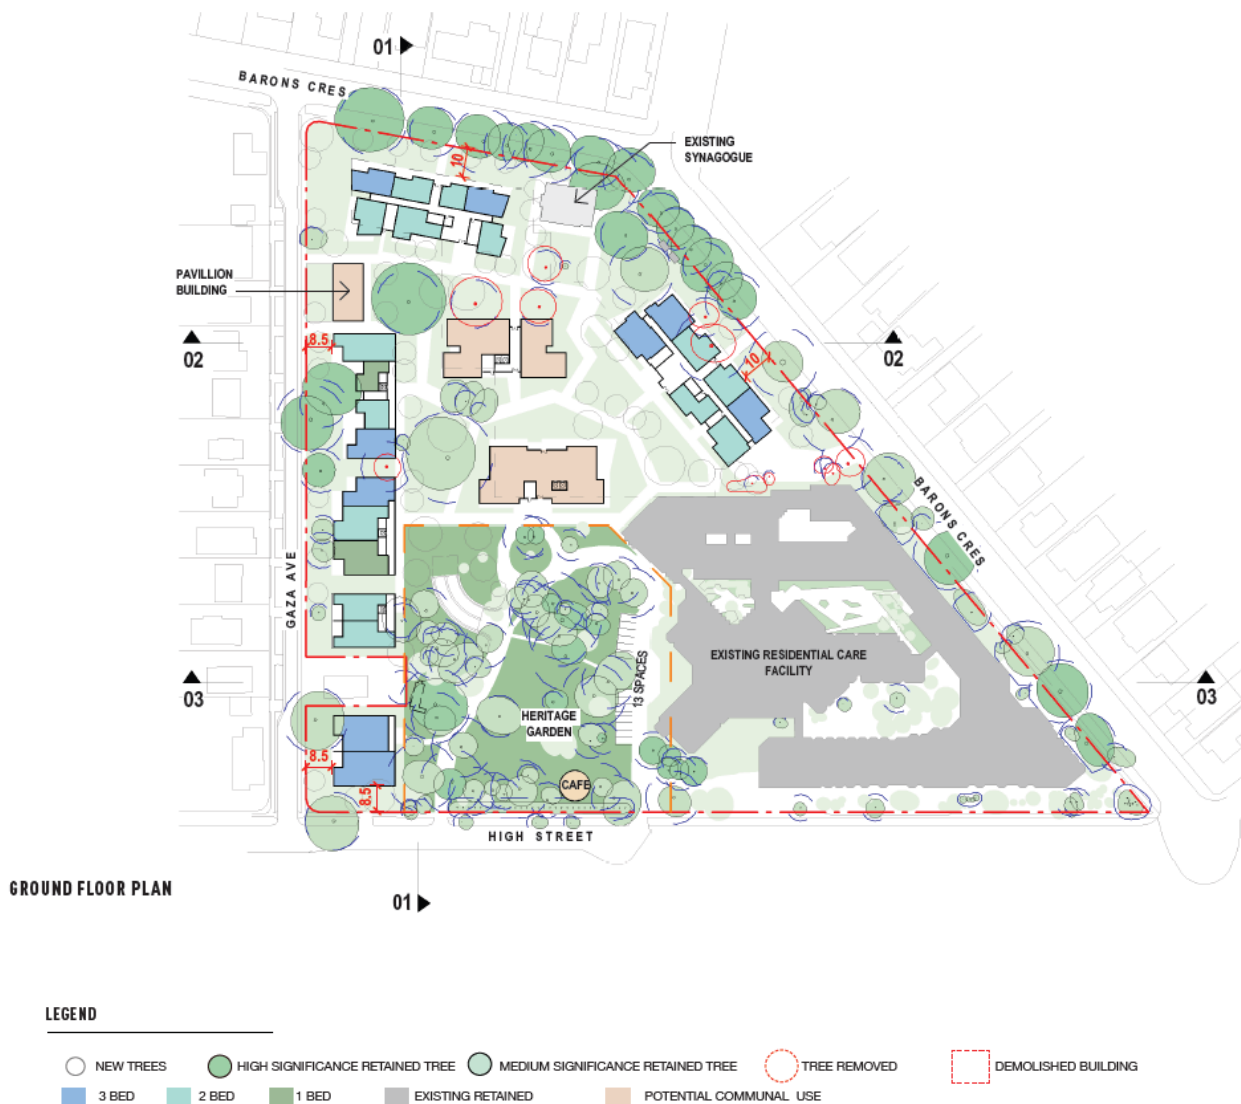 01
BARONS CRES
EXISTING
SYNAGOGUE
10
PAVILLION
BUILDING
8.5
02
02
10
BARONS CRES
GAZA AVE
EXISTING RESIDENTIAL CARE
FACILITY
13 SPACES
03
03
HERITAGE
GARDEN
8.5
CAFE
8.5
HIGH STREET
GROUND FLOOR PLAN
01
LEGEND
NEW TREES
HIGH SIGNIFICANCE RETAINED TREE
MEDIUM SIGNIFICANCE RETAINED TREE
TREE REMOVED
DEMOLISHED BUILDING
3 BED
2 BED
1 BED
EXISTING RETAINED
POTENTIAL COMMUNAL USE